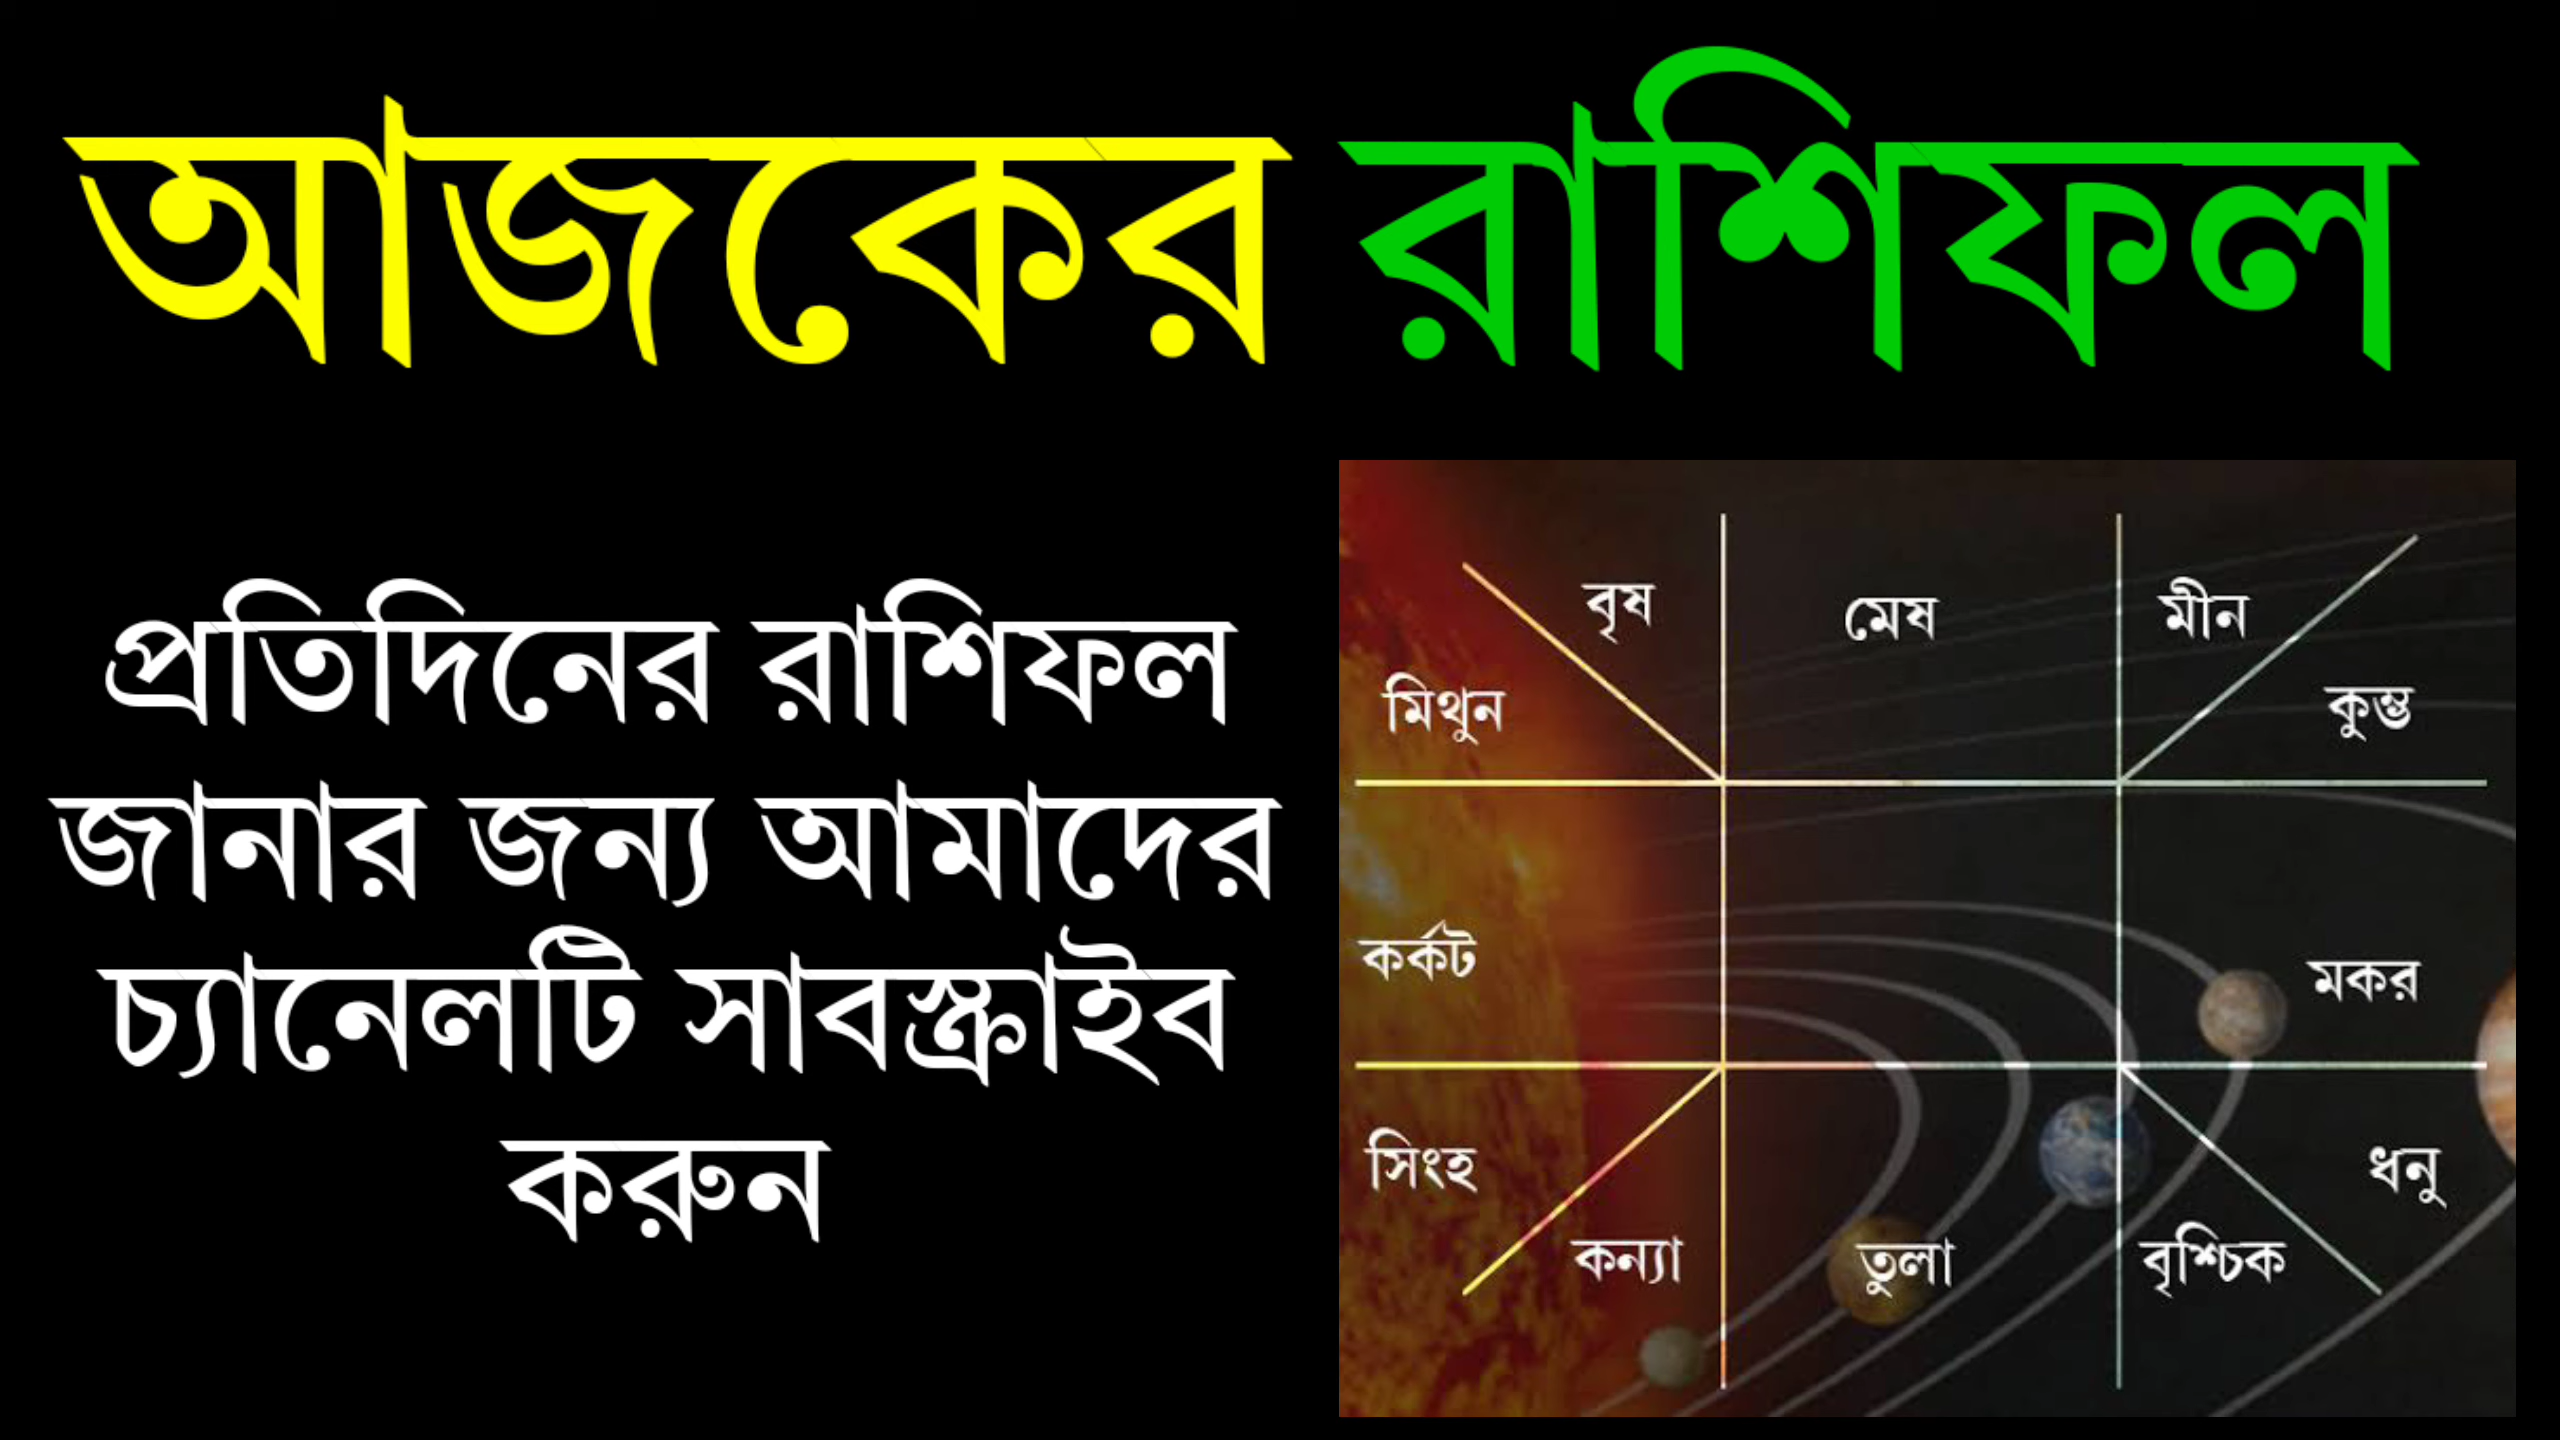 আজকের রাশিফল
প্রতিদিনের রাশিফল
জানার জন্য আমাদের
চ্যানেলটি সাবস্ক্রাইব
করুন
বৃষ
মেষ
মীন
মিথুন
কুম্ভ
কর্কট
মকর
সিংহ
ধনু
কন্যা
তুলা
বৃশ্চিক